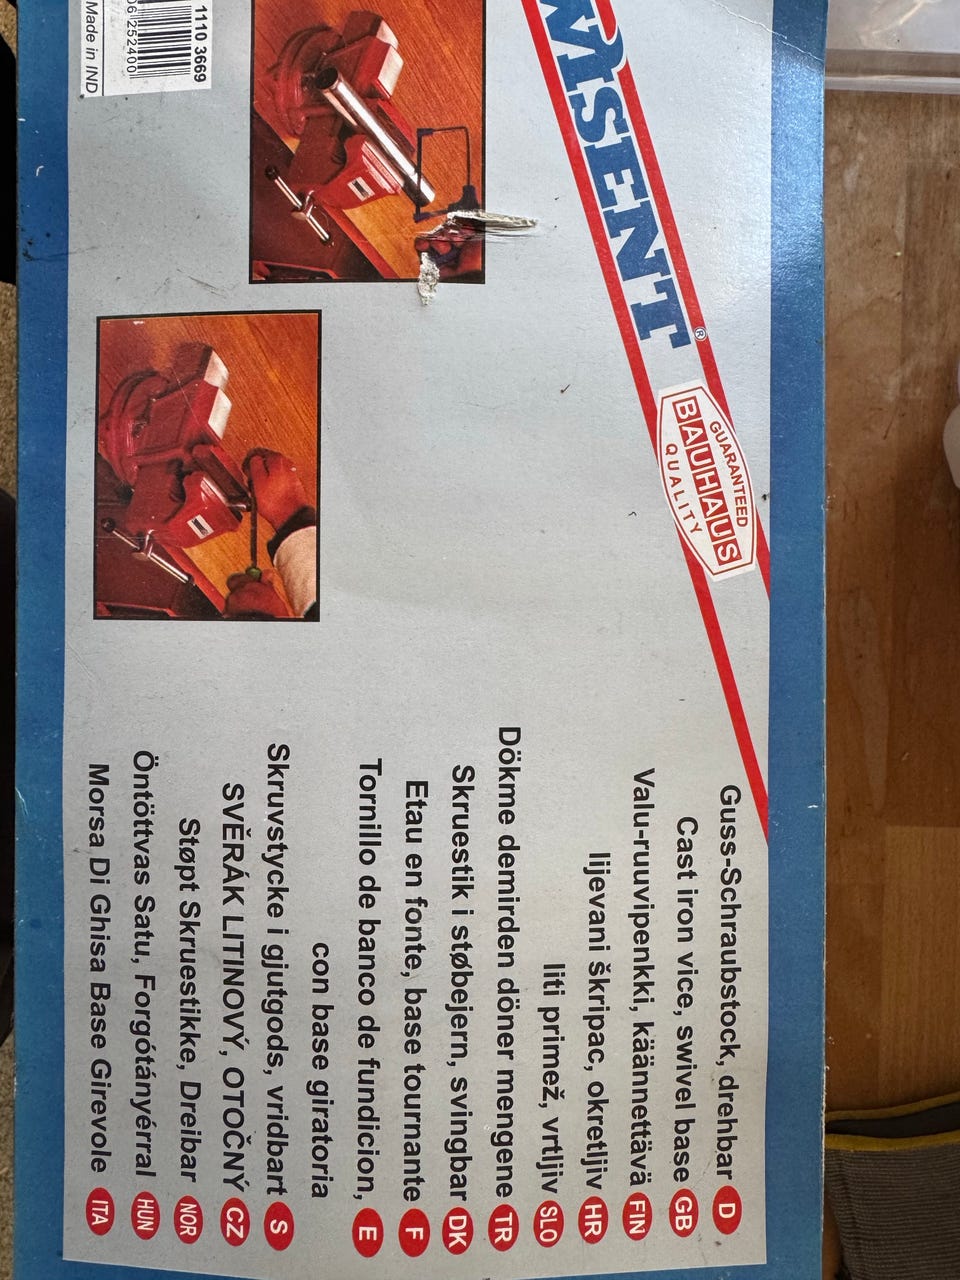 WISENT®
GUARANTEED
BAUHAUS
QUALITY
1110 3669
06 252400
Made in IND
Guss-Schraubstock, drehbar D
Cast iron vice, swivel base GB
Valu-ruuvipenkki, käännettävä FIN
lijevani škripac, okretljiv HR
liti primež, vrtljiv SLO
Dökme demirden döner mengene TR
Skruestik i støbejern, svingbar DK
Etau en fonte, base tournante F
Tornillo de banco de fundicion, E
con base giratoria
Skruvstycke i gjutgods, vridbart S
SVĚRÁK LITINOVÝ, OTOČNÝ CZ
Støpt Skruestikke, Dreibar NOR
Öntöttvas Satu, Forgótányérral HUN
Morsa Di Ghisa Base Girevole ITA